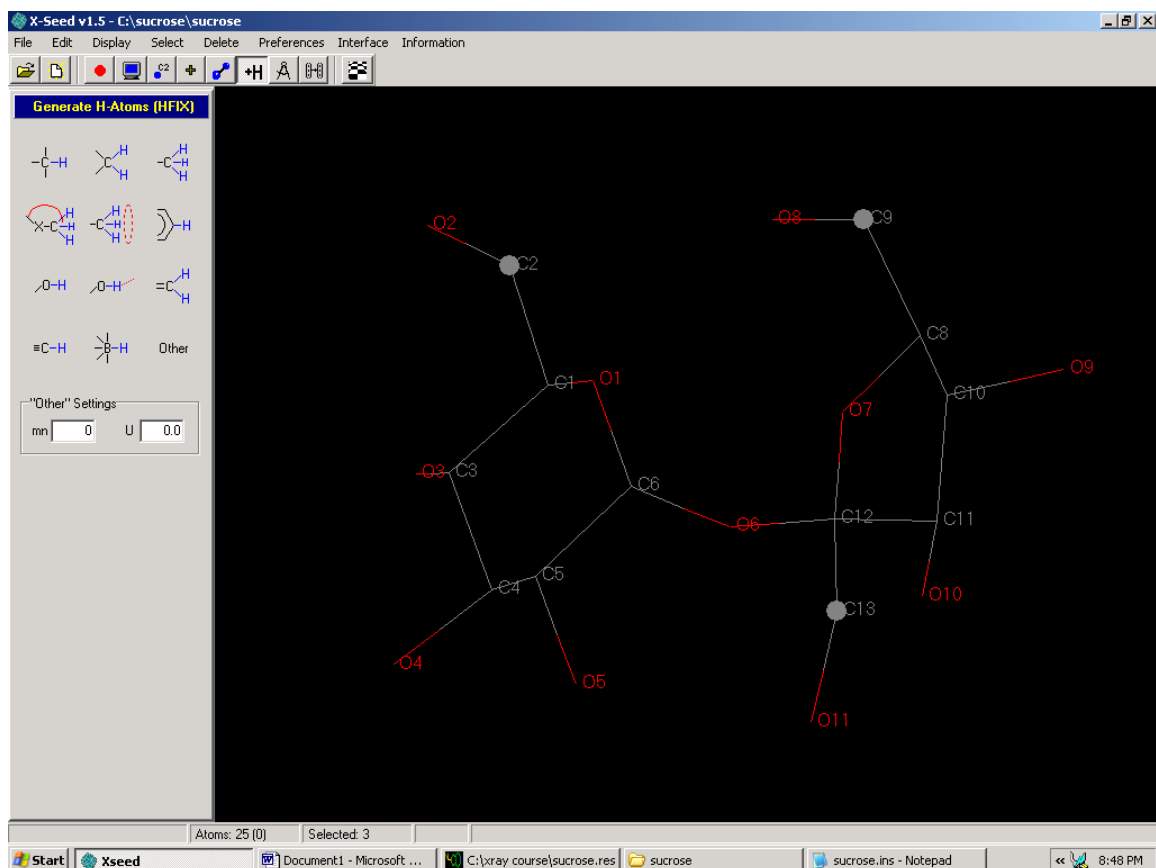 X-Seed v1.5 - C:\sucrose\sucrose
File Edit Display Select Delete Preferences Interface Information
C2 +H Å H-H
Generate H-Atoms (HFIX)
-C-H C H H -C-H H H
X-C-H H H -C-H H H -H
O-H O-H =C H H
≡C-H B-H Other
"Other" Settings
mn 0 U 0.0
O2
O8 C9
C2
C8
O9
C1 O1
C10
O7
O3 C3
C6
O6 C12 C11
C4 C5
O10
C13
O4
O5
O11
Atoms: 25 (0) Selected: 3
Start Xseed Document1 - Microsoft ... C:\xray course\sucrose.res sucrose sucrose.ins - Notepad « 8:48 PM